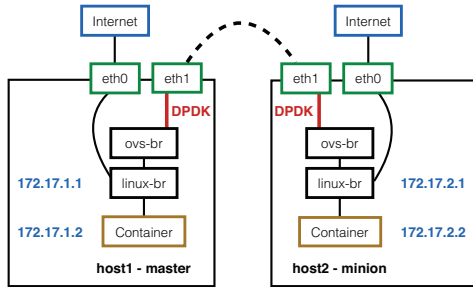 Internet
Internet
eth0
eth1
eth1
eth0
DPDK
DPDK
ovs-br
ovs-br
172.17.1.1
linux-br
linux-br
172.17.2.1
172.17.1.2
Container
Container
172.17.2.2
host1 - master
host2 - minion